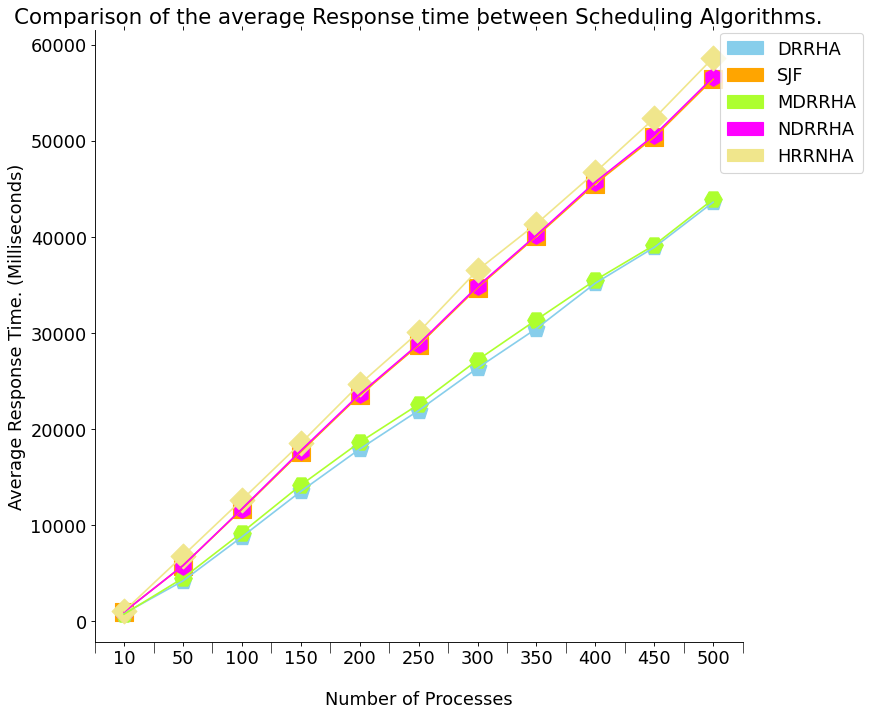 Comparison of the average Response time between Scheduling Algorithms.
DRRHA
SJF
MDRRHA
NDRRHA
HRRNHA
Average Response Time. (Milliseconds)
60000
50000
40000
30000
20000
10000
0
10 50 100 150 200 250 300 350 400 450 500
Number of Processes